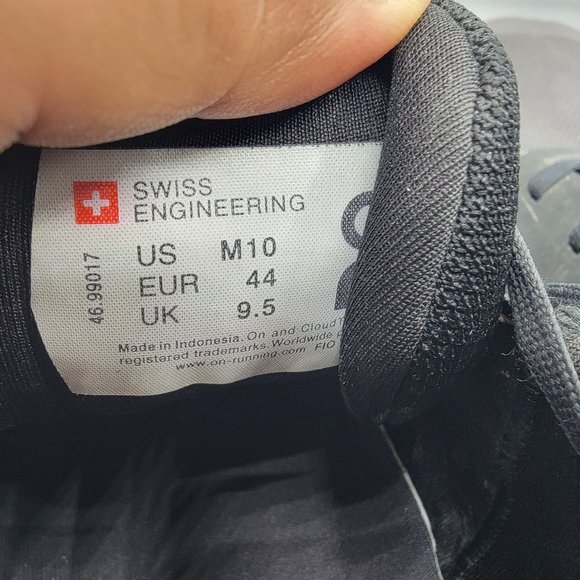 SWISS
ENGINEERING
US M10
EUR 44
UK 9.5
46.99017
Made in Indonesia. On and Cloud
registered trademarks. Worldwide
www.on-running.com FIO